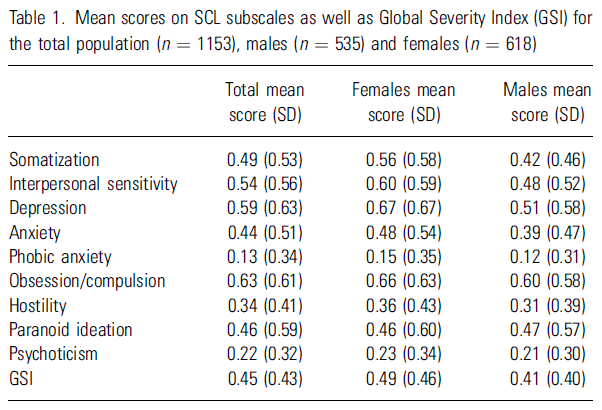 Table 1. Mean scores on SCL subscales as well as Global Severity Index (GSI) for
the total population (n = 1153), males (n = 535) and females (n = 618)
Total mean score (SD) Females mean score (SD) Males mean score (SD)
Somatization 0.49 (0.53) 0.56 (0.58) 0.42 (0.46)
Interpersonal sensitivity 0.54 (0.56) 0.60 (0.59) 0.48 (0.52)
Depression 0.59 (0.63) 0.67 (0.67) 0.51 (0.58)
Anxiety 0.44 (0.51) 0.48 (0.54) 0.39 (0.47)
Phobic anxiety 0.13 (0.34) 0.15 (0.35) 0.12 (0.31)
Obsession/compulsion 0.63 (0.61) 0.66 (0.63) 0.60 (0.58)
Hostility 0.34 (0.41) 0.36 (0.43) 0.31 (0.39)
Paranoid ideation 0.46 (0.59) 0.46 (0.60) 0.47 (0.57)
Psychoticism 0.22 (0.32) 0.23 (0.34) 0.21 (0.30)
GSI 0.45 (0.43) 0.49 (0.46) 0.41 (0.40)